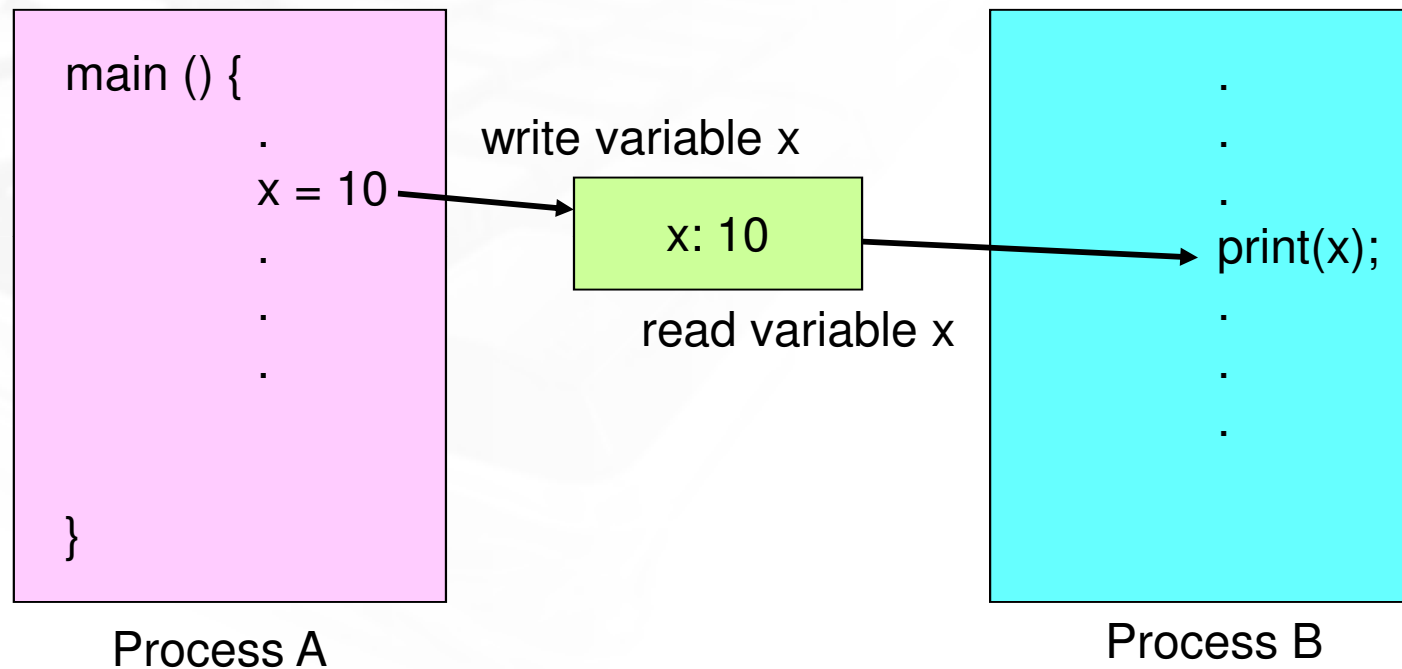 main () {
.
x = 10
.
.
.
}
Process A
write variable x
x: 10
read variable x
.
.
.
print(x);
.
.
.
Process B